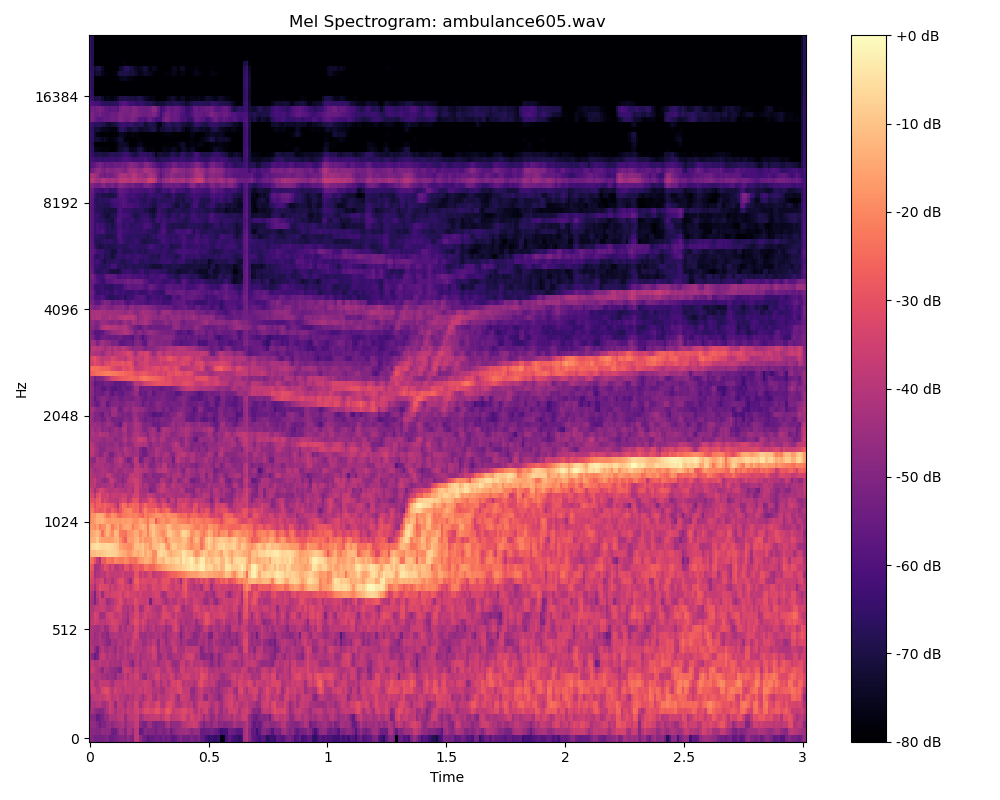 Mel Spectrogram: ambulance605.wav
+0 dB
16384
-10 dB
8192
-20 dB
4096
-30 dB
Hz
-40 dB
2048
-50 dB
1024
-60 dB
512
-70 dB
0
-80 dB
0 0.5 1 1.5 2 2.5 3
Time